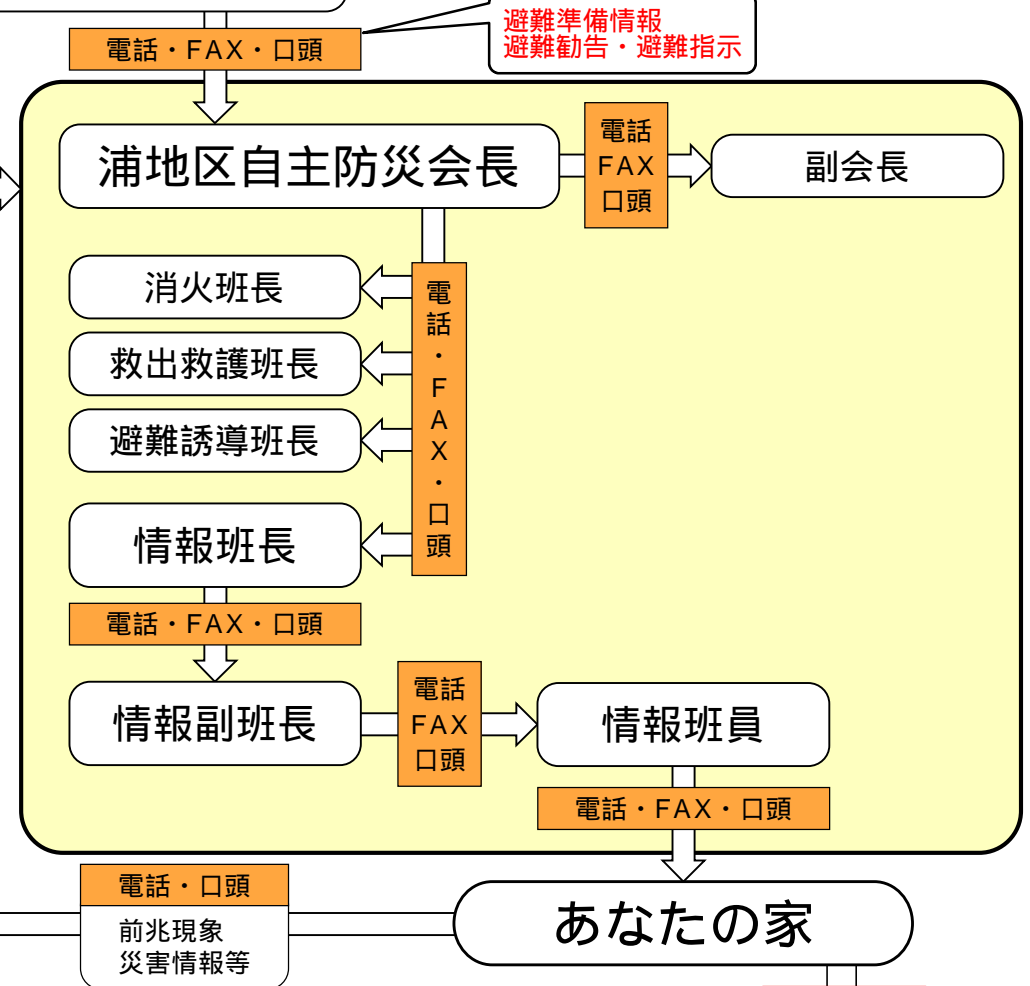 避難準備情報
避難勧告・避難指示
電話・FAX・口頭
浦地区自主防災会長
電話
FAX
口頭
副会長
消火班長
救出救護班長
避難誘導班長
情報班長
電話・FAX・口頭
電話・FAX・口頭
情報副班長
電話
FAX
口頭
情報班員
電話・FAX・口頭
電話・口頭
前兆現象
災害情報等
あなたの家